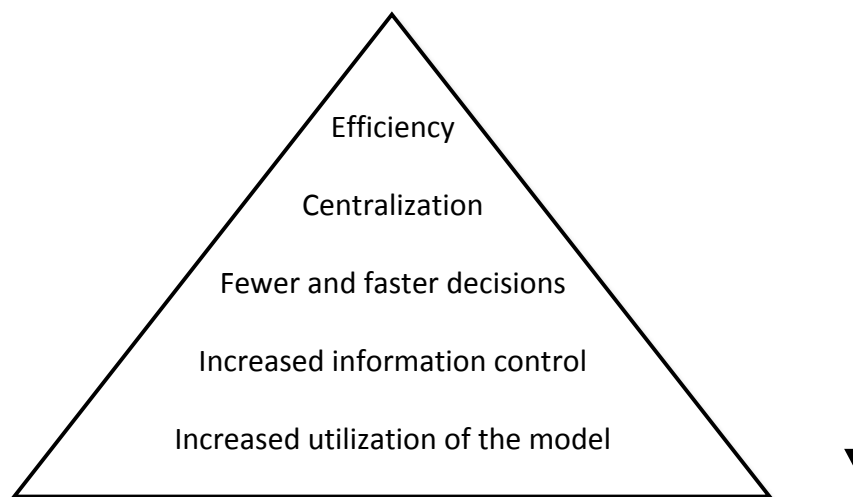 Efficiency
Centralization
Fewer and faster decisions
Increased information control
Increased utilization of the model